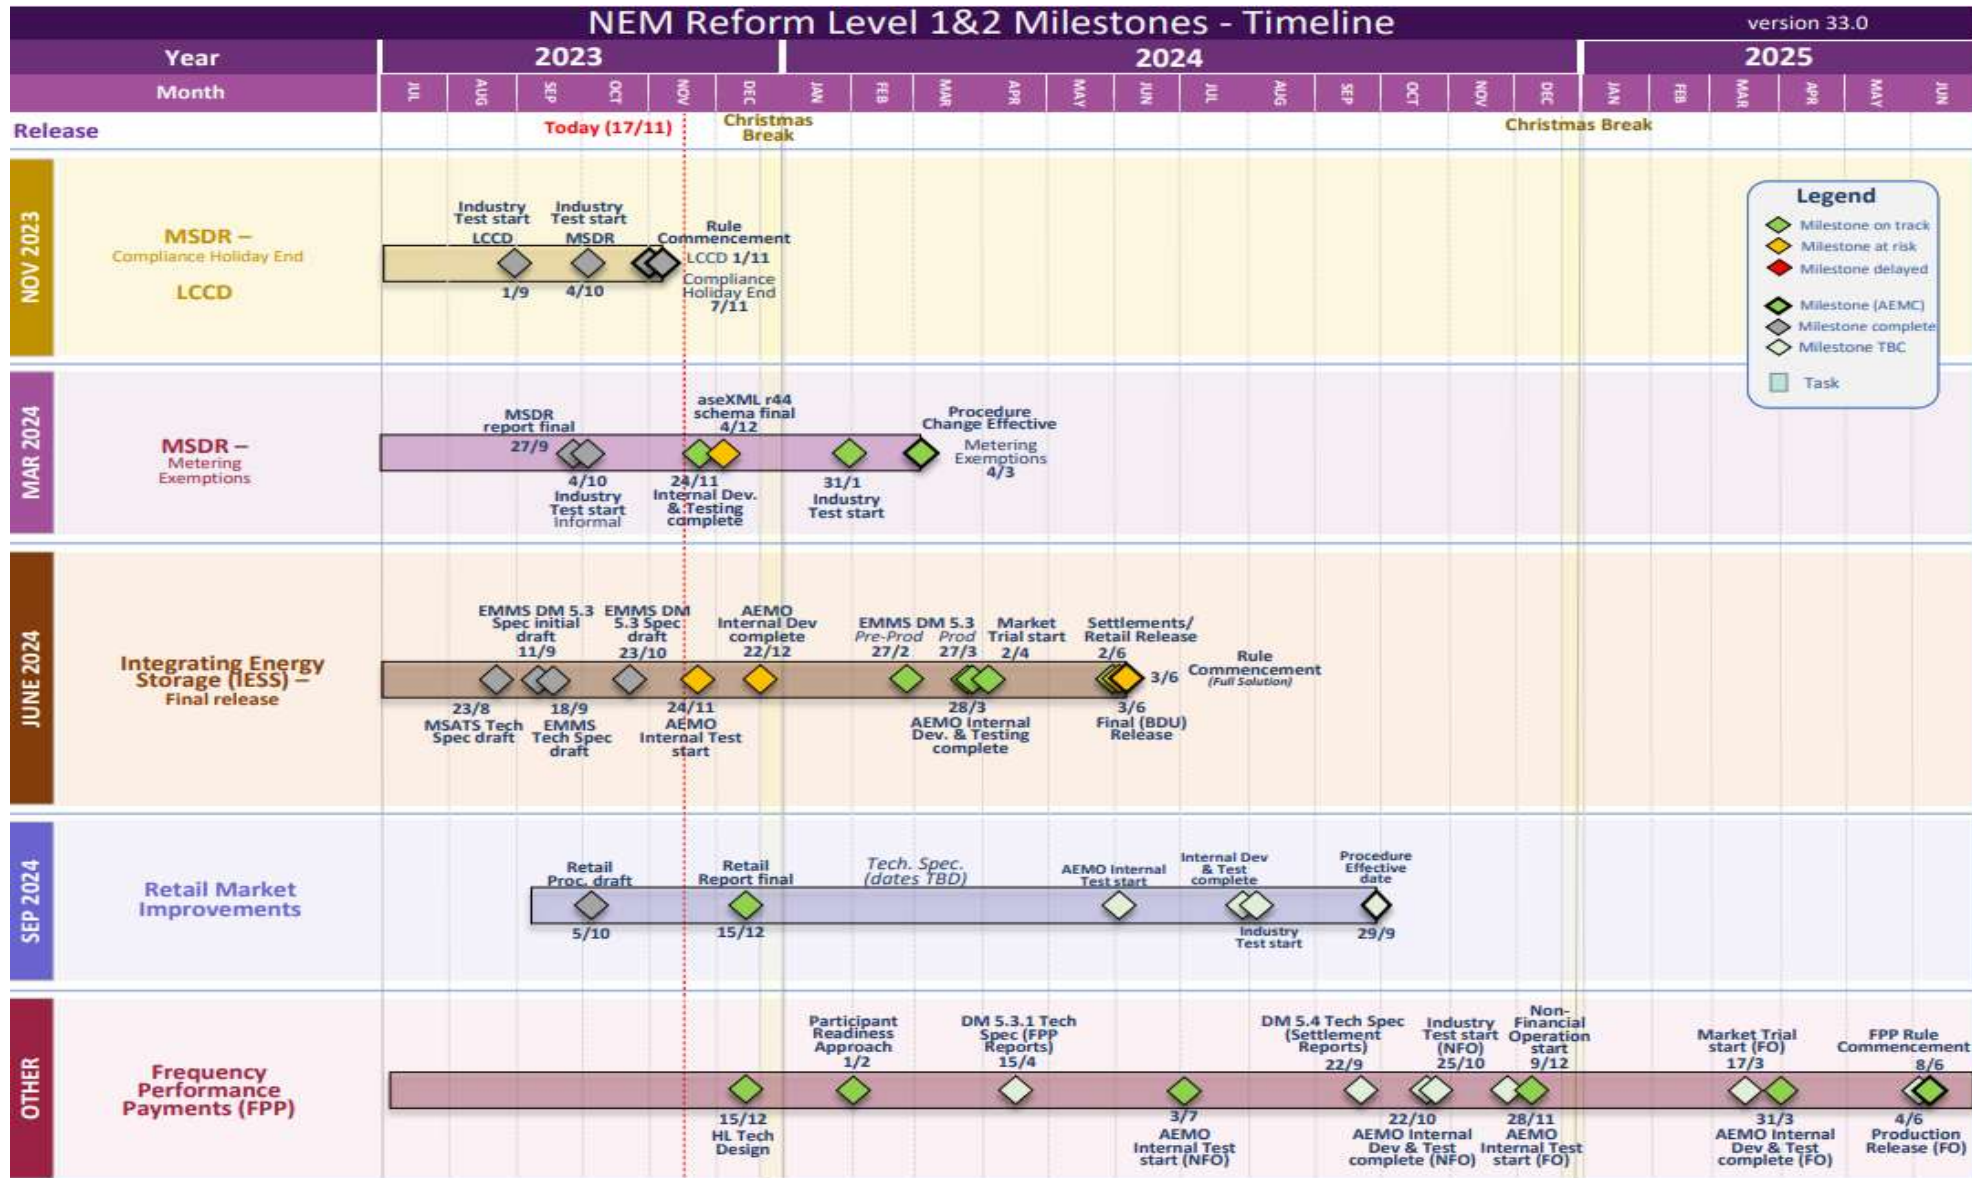 NEM Reform Level 1&2 Milestones - Timeline
version 33.0
Year
2023
2024
2025
Month
JUL
AUG
SEP
OCT
NOV
DEC
JAN
FEB
MAR
APR
MAY
JUN
JUL
AUG
SEP
OCT
NOV
DEC
JAN
FEB
MAR
APR
MAY
JUN
Release
Today (17/11)
Christmas
Break
Christmas Break
NOV 2023
MSDR –
Compliance Holiday End
LCCD
Industry
Test start
LCCD
1/9
Industry
Test start
MSDR
4/10
Rule
Commencement
LCCD 1/11
Compliance
Holiday End
7/11
Legend
Milestone on track
Milestone at risk
Milestone delayed
Milestone (AEMC)
Milestone complete
Milestone TBC
Task
MAR 2024
MSDR –
Metering
Exemptions
MSDR
report final
27/9
4/10
Industry
Test start
Informal
24/11
Internal Dev.
& Testing
complete
aseXML r44
schema final
4/12
31/1
Industry
Test start
Procedure
Change Effective
Metering
Exemptions
4/3
JUNE 2024
Integrating Energy
Storage (IESS) –
Final release
23/8
MSATS Tech
Spec draft
EMMS DM 5.3
Spec initial
draft
11/9
18/9
EMMS
Tech Spec
draft
EMMS DM
5.3 Spec
draft
23/10
24/11
AEMO
Internal Test
start
AEMO
Internal Dev
complete
22/12
EMMS DM 5.3
Pre-Prod Prod
27/2 27/3
28/3
AEMO Internal
Dev. & Testing
complete
Market
Trial start
2/4
Settlements/
Retail Release
2/6
3/6
Final (BDU)
Release
3/6
Rule
Commencement
(Full Solution)
SEP 2024
Retail Market
Improvements
Retail
Proc. draft
5/10
Retail
Report final
15/12
Tech. Spec.
(dates TBD)
AEMO Internal
Test start
Internal Dev
& Test
complete
Industry
Test start
Procedure
Effective
date
29/9
OTHER
Frequency
Performance
Payments (FPP)
15/12
HL Tech
Design
Participant
Readiness
Approach
1/2
DM 5.3.1 Tech
Spec (FPP
Reports)
15/4
3/7
AEMO
Internal Test
start (NFO)
DM 5.4 Tech Spec
(Settlement
Reports)
22/9
22/10
AEMO Internal
Dev & Test
complete (NFO)
Industry
Test start
(NFO)
25/10
28/11
AEMO
Internal Test
start (FO)
Non-
Financial
Operation
start
9/12
Market Trial
start (FO)
17/3
31/3
AEMO Internal
Dev & Test
complete (FO)
4/6
Production
Release (FO)
FPP Rule
Commencement
8/6